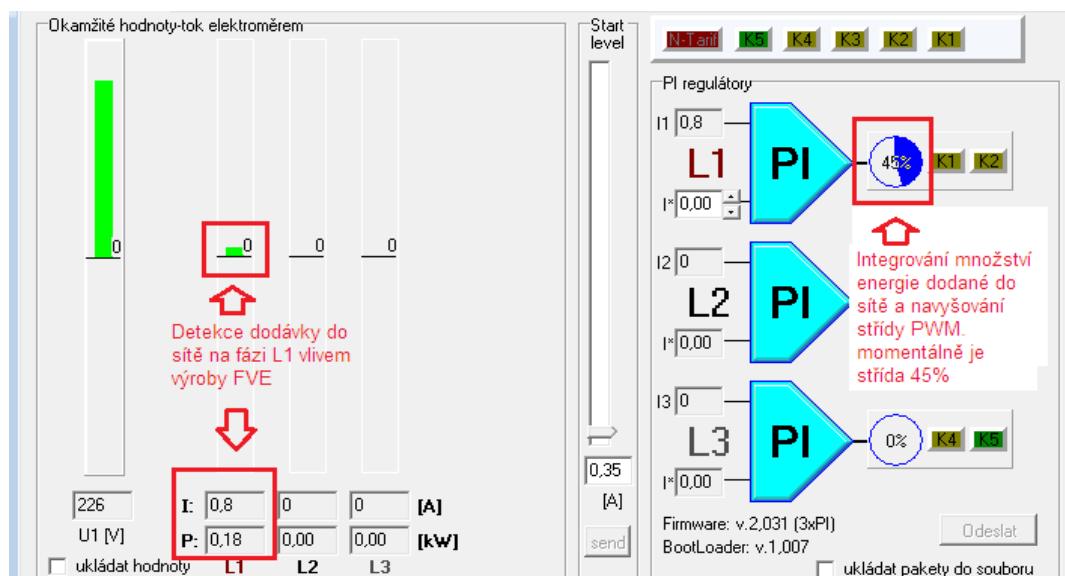 Okamžité hodnoty-tok elektroměrem
0
0
0
0
Detekce dodávky do
sítě na fázi L1 vlivem
výroby FVE
226
U1 [V]
I: 0,8 0 0 [A]
P: 0,18 0,00 0,00 [kW]
ukládat hodnoty L1 L2 L3
Start
level
0,35
[A]
send
N-Tarif K5 K4 K3 K2 K1
PI regulátory
I1 0,8
L1 PI 45% K1 K2
I* 0,00
Integrování množství
energie dodané do
sítě a navyšování
střídy PWM.
momentálně je
střída 45%
I2 0
L2 PI
I* 0,00
I3 0
L3 PI 0% K4 K5
I* 0,00
Firmware: v.2,031 (3xPI)
BootLoader: v.1,007
Odeslat
ukládat pakety do souboru